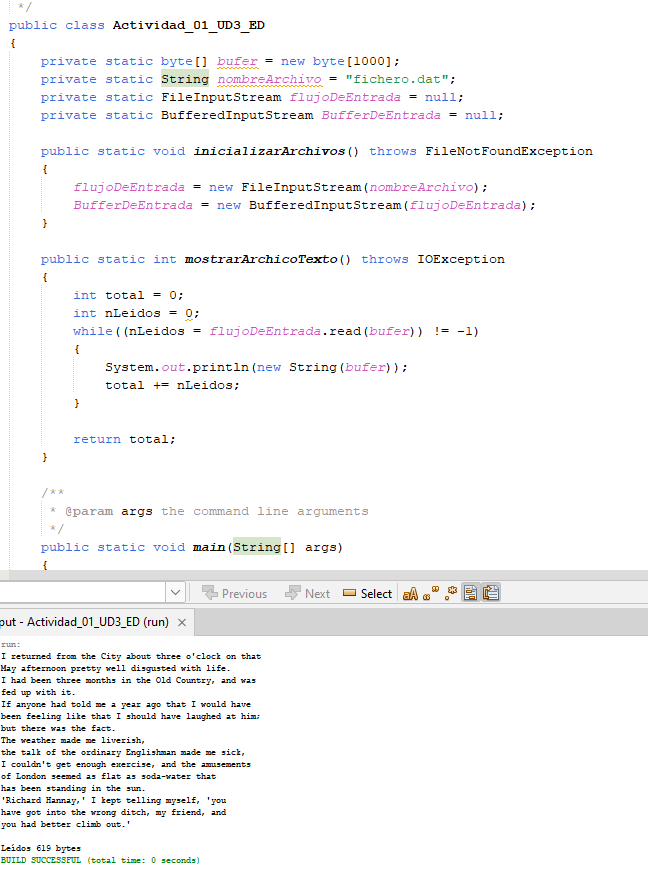 */
public class Actividad_01_UD3_ED
{
private static byte[] bufer = new byte[1000];
private static String nombreArchivo = "fichero.dat";
private static FileInputStream flujoDeEntrada = null;
private static BufferedInputStream BufferDeEntrada = null;
public static void inicializarArchivos() throws FileNotFoundException
{
flujoDeEntrada = new FileInputStream(nombreArchivo);
BufferDeEntrada = new BufferedInputStream(flujoDeEntrada);
}
public static int mostrarArchicoTexto() throws IOException
{
int total = 0;
int nLeidos = 0;
while((nLeidos = flujoDeEntrada.read(bufer)) != -1)
{
System.out.println(new String(bufer));
total += nLeidos;
}
return total;
}
/**
* @param args the command line arguments
*/
public static void main(String[] args)
{
Previous Next Select aA “ ” .*
put - Actividad_01_UD3_ED (run) ×
run:
I returned from the City about three o'clock on that
May afternoon pretty well disgusted with life.
I had been three months in the Old Country, and was
fed up with it.
If anyone had told me a year ago that I would have
been feeling like that I should have laughed at him;
but there was the fact.
The weather made me liverish,
the talk of the ordinary Englishman made me sick,
I couldn't get enough exercise, and the amusements
of London seemed as flat as soda-water that
has been standing in the sun.
'Richard Hannay,' I kept telling myself, 'you
have got into the wrong ditch, my friend, and
you had better climb out.'
Leídos 619 bytes
BUILD SUCCESSFUL (total time: 0 seconds)